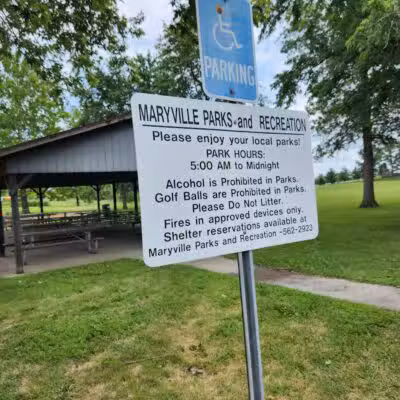 PARKING
MARYVILLE PARKS and RECREATION
Please enjoy your local parks!
PARK HOURS:
5:00 AM to Midnight
Alcohol is Prohibited in Parks.
Golf Balls are Prohibited in Parks.
Please Do Not Litter.
Fires in approved devices only.
Shelter reservations available at
Maryville Parks and Recreation -562-2923